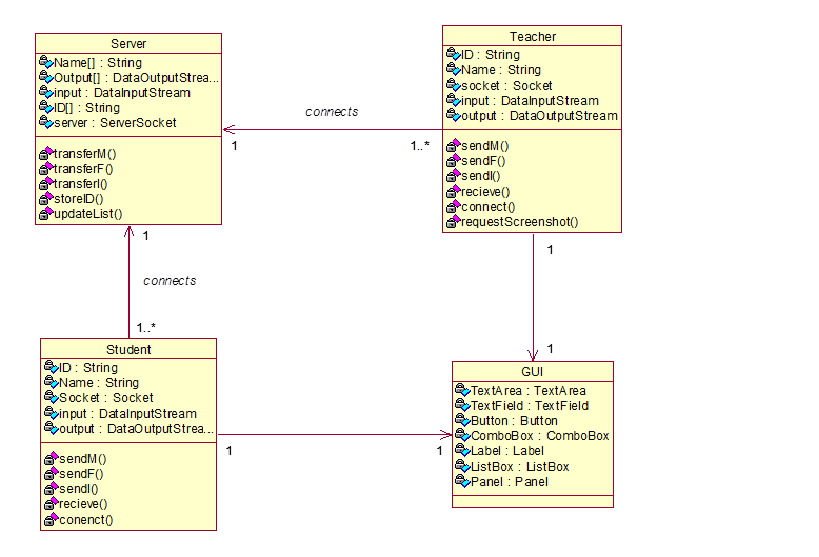 Server
Name[] : String
Output[] : DataOutputStrea...
input : DataInputStream
ID[] : String
server : ServerSocket
transferM()
transferF()
transferI()
storeID()
updateList()
connects
1
1..*
Teacher
ID : String
Name : String
socket : Socket
input : DataInputStream
output : DataOutputStream
sendM()
sendF()
sendI()
recieve()
connect()
requestScreenshot()
1
connects
1..*
1
1
Student
ID : String
Name : String
Socket : Socket
input : DataInputStream
output : DataOutputStrea...
sendM()
sendF()
sendI()
recieve()
conenct()
1
1
GUI
TextArea : TextArea
TextField : TextField
Button : Button
ComboBox : ComboBox
Label : Label
ListBox : ListBox
Panel : Panel